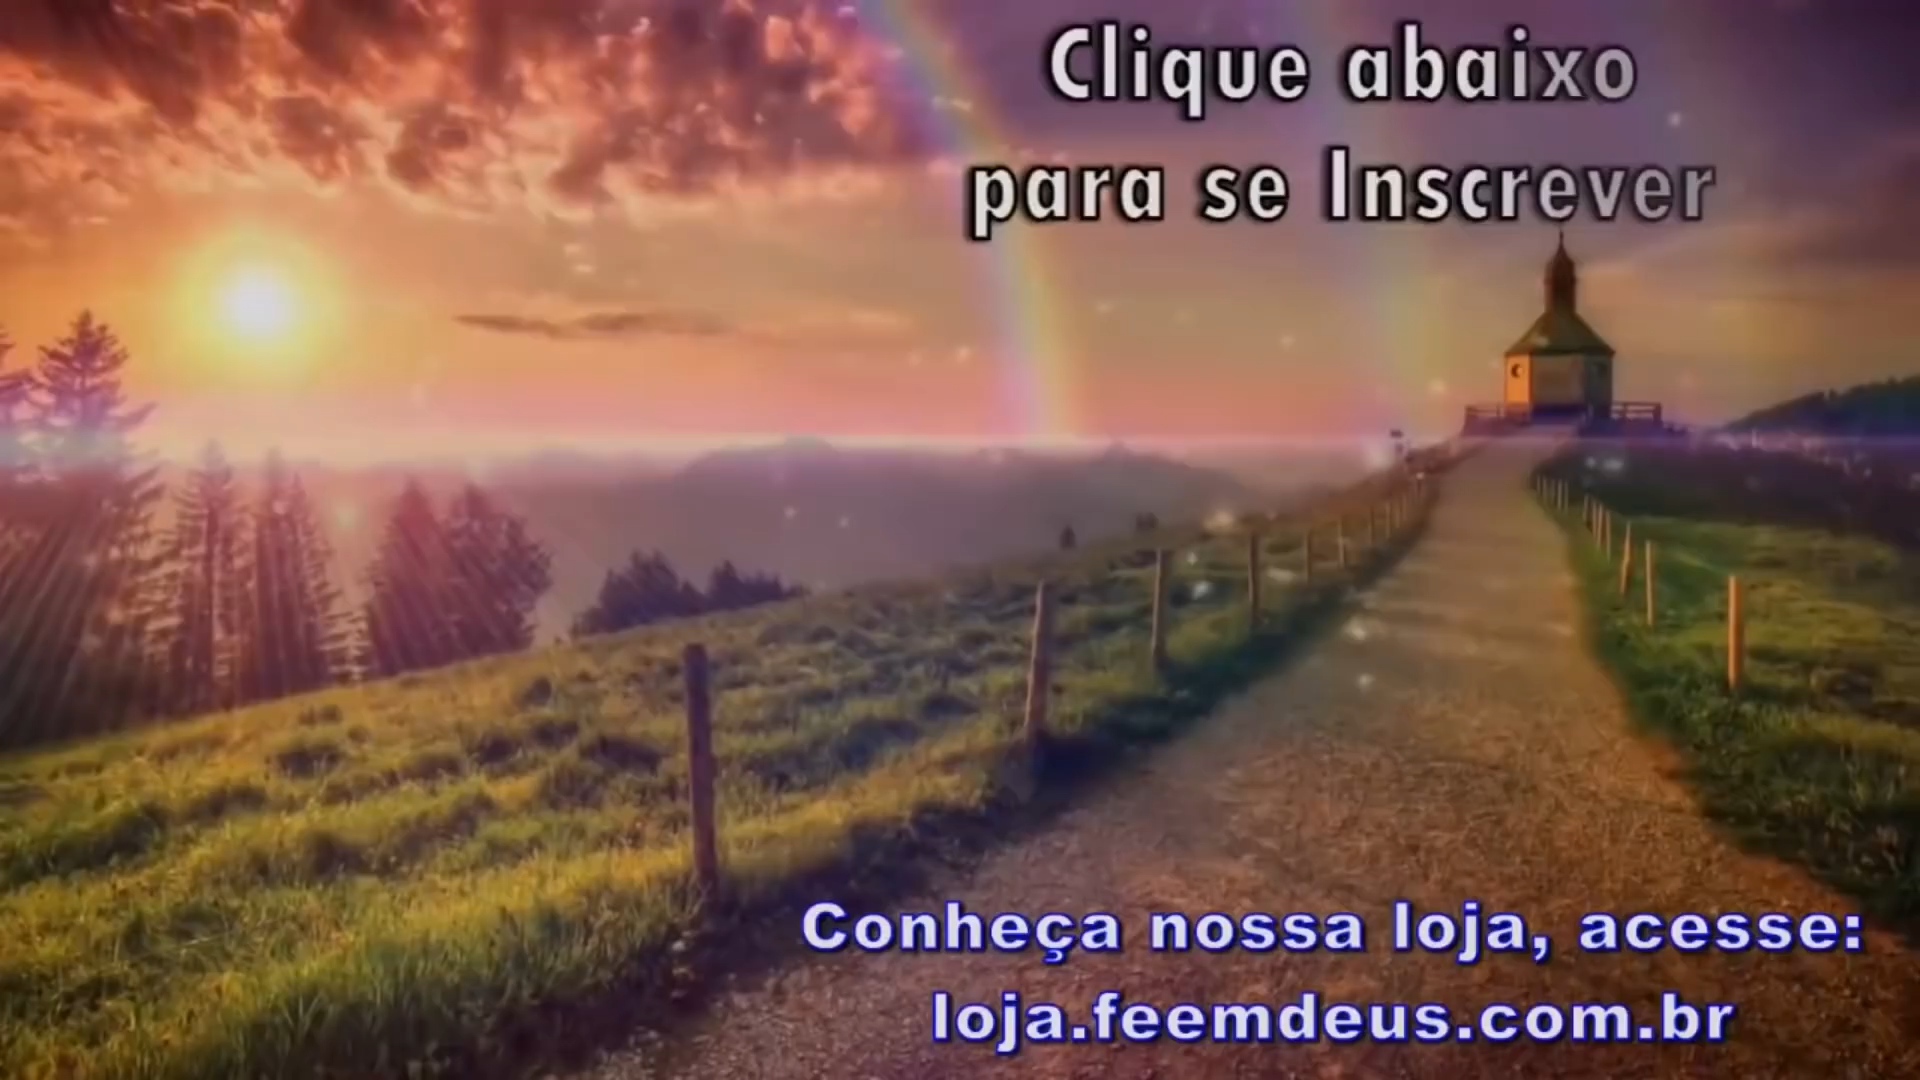 Clique abaixo
para se Inscrever
Conheça nossa loja, acesse:
loja.feemdeus.com.br